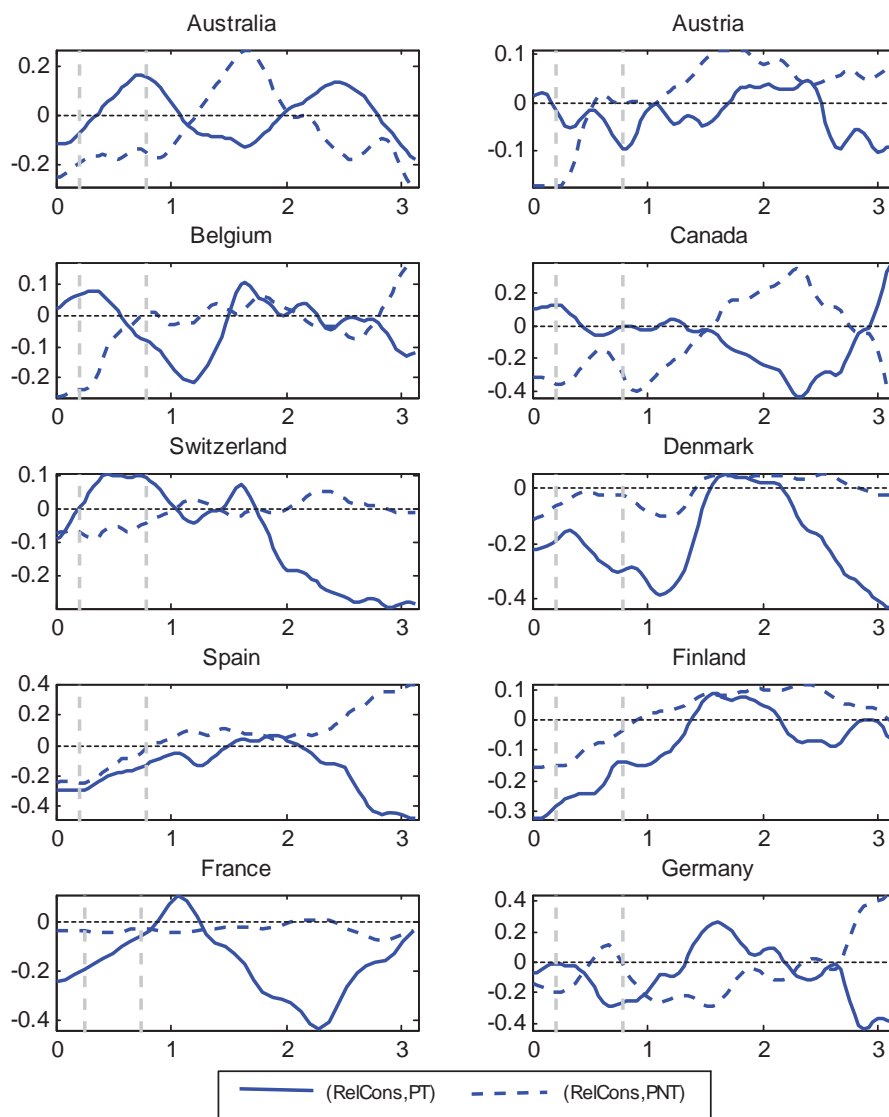 Australia Austria
0.2 0.1
0 0
-0.2 -0.1
0 1 2 3 0 1 2 3
Belgium Canada
0.1 0.2
0 0
-0.1 -0.2
-0.2 -0.4
0 1 2 3 0 1 2 3
Switzerland Denmark
0.1 0
0 -0.2
-0.1 -0.4
-0.2
0 1 2 3 0 1 2 3
Spain Finland
0.4 0.1
0.2 0
0 -0.1
-0.2 -0.2
-0.4 -0.3
0 1 2 3 0 1 2 3
France Germany
0 0.4
-0.2 0.2
-0.4 0
-0.2
-0.4
0 1 2 3 0 1 2 3
(RelCons,PT) (RelCons,PNT)